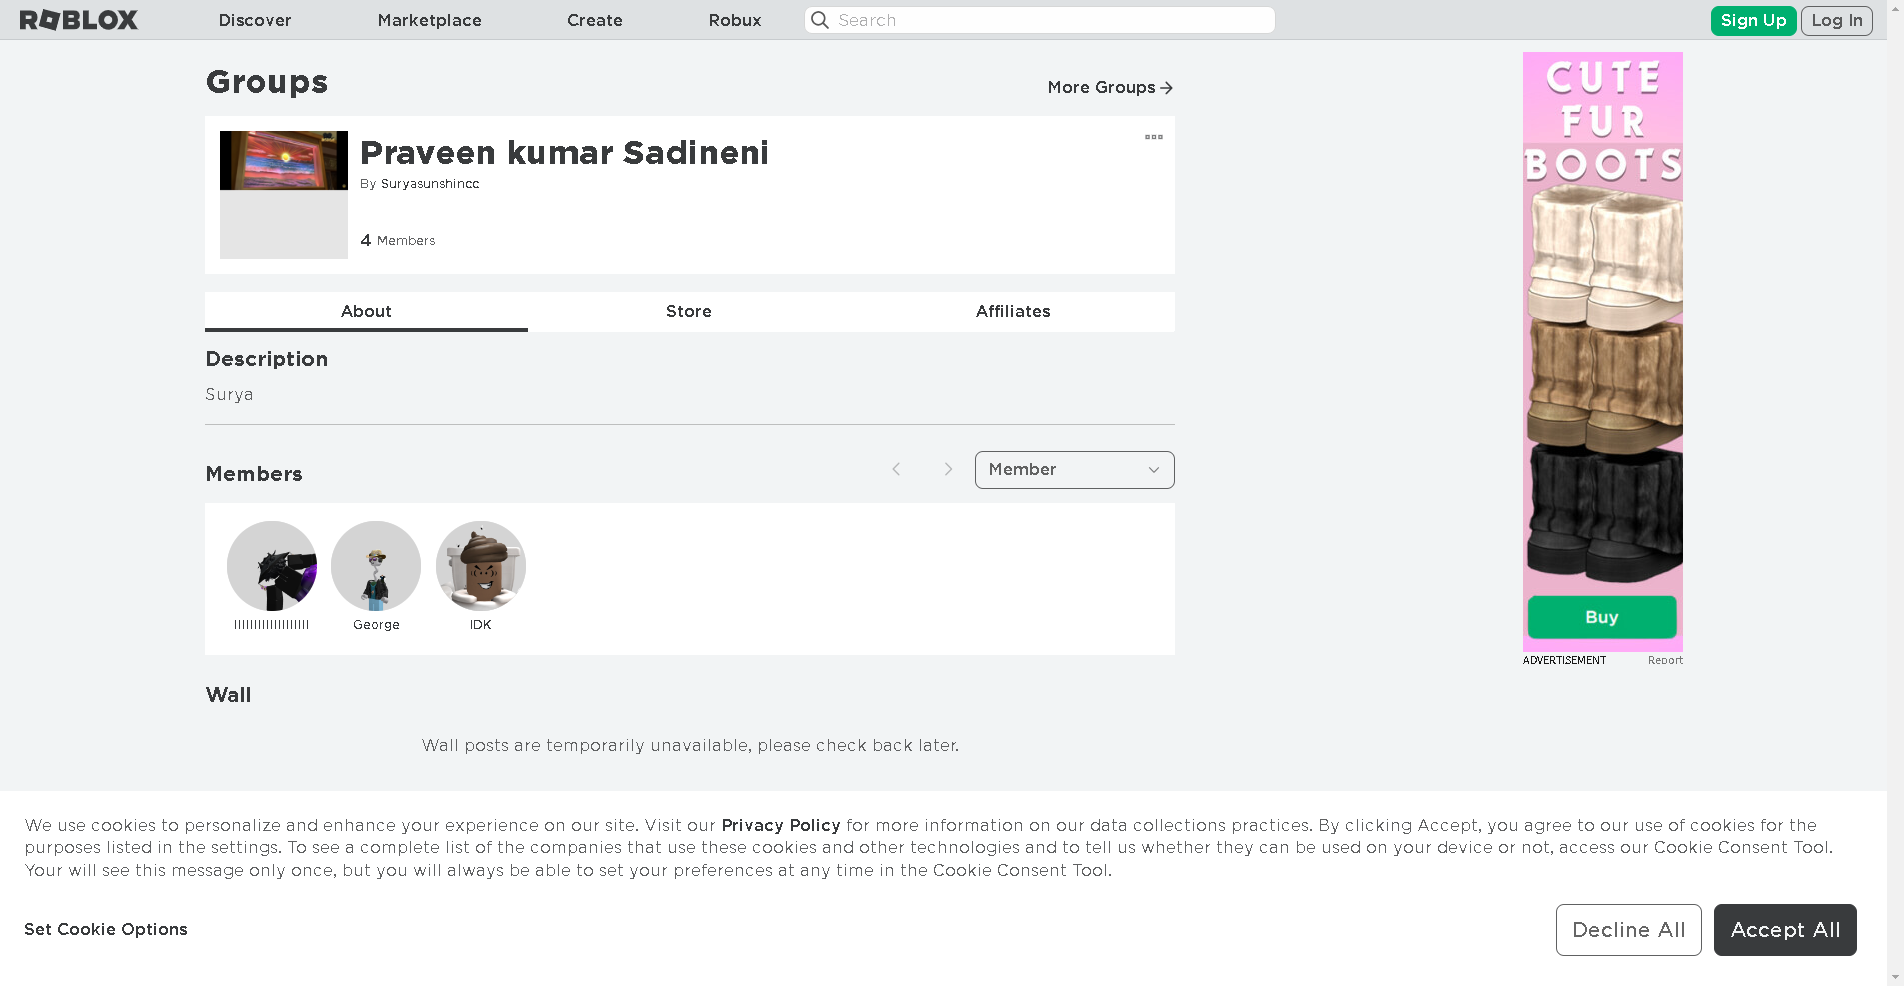 ROBLOX
Discover
Marketplace
Create
Robux
Search
Sign Up
Log In
Groups
More Groups
Praveen kumar Sadineni
By Suryasunshincc
4 Members
About
Store
Affiliates
Description
Surya
Members
Member
||||||||||||||||||
George
IDK
Wall
Wall posts are temporarily unavailable, please check back later.
CUTE
FUR
BOOTS
Buy
ADVERTISEMENT
Report
We use cookies to personalize and enhance your experience on our site. Visit our Privacy Policy for more information on our data collections practices. By clicking Accept, you agree to our use of cookies for the
purposes listed in the settings. To see a complete list of the companies that use these cookies and other technologies and to tell us whether they can be used on your device or not, access our Cookie Consent Tool.
Your will see this message only once, but you will always be able to set your preferences at any time in the Cookie Consent Tool.
Set Cookie Options
Decline All
Accept All